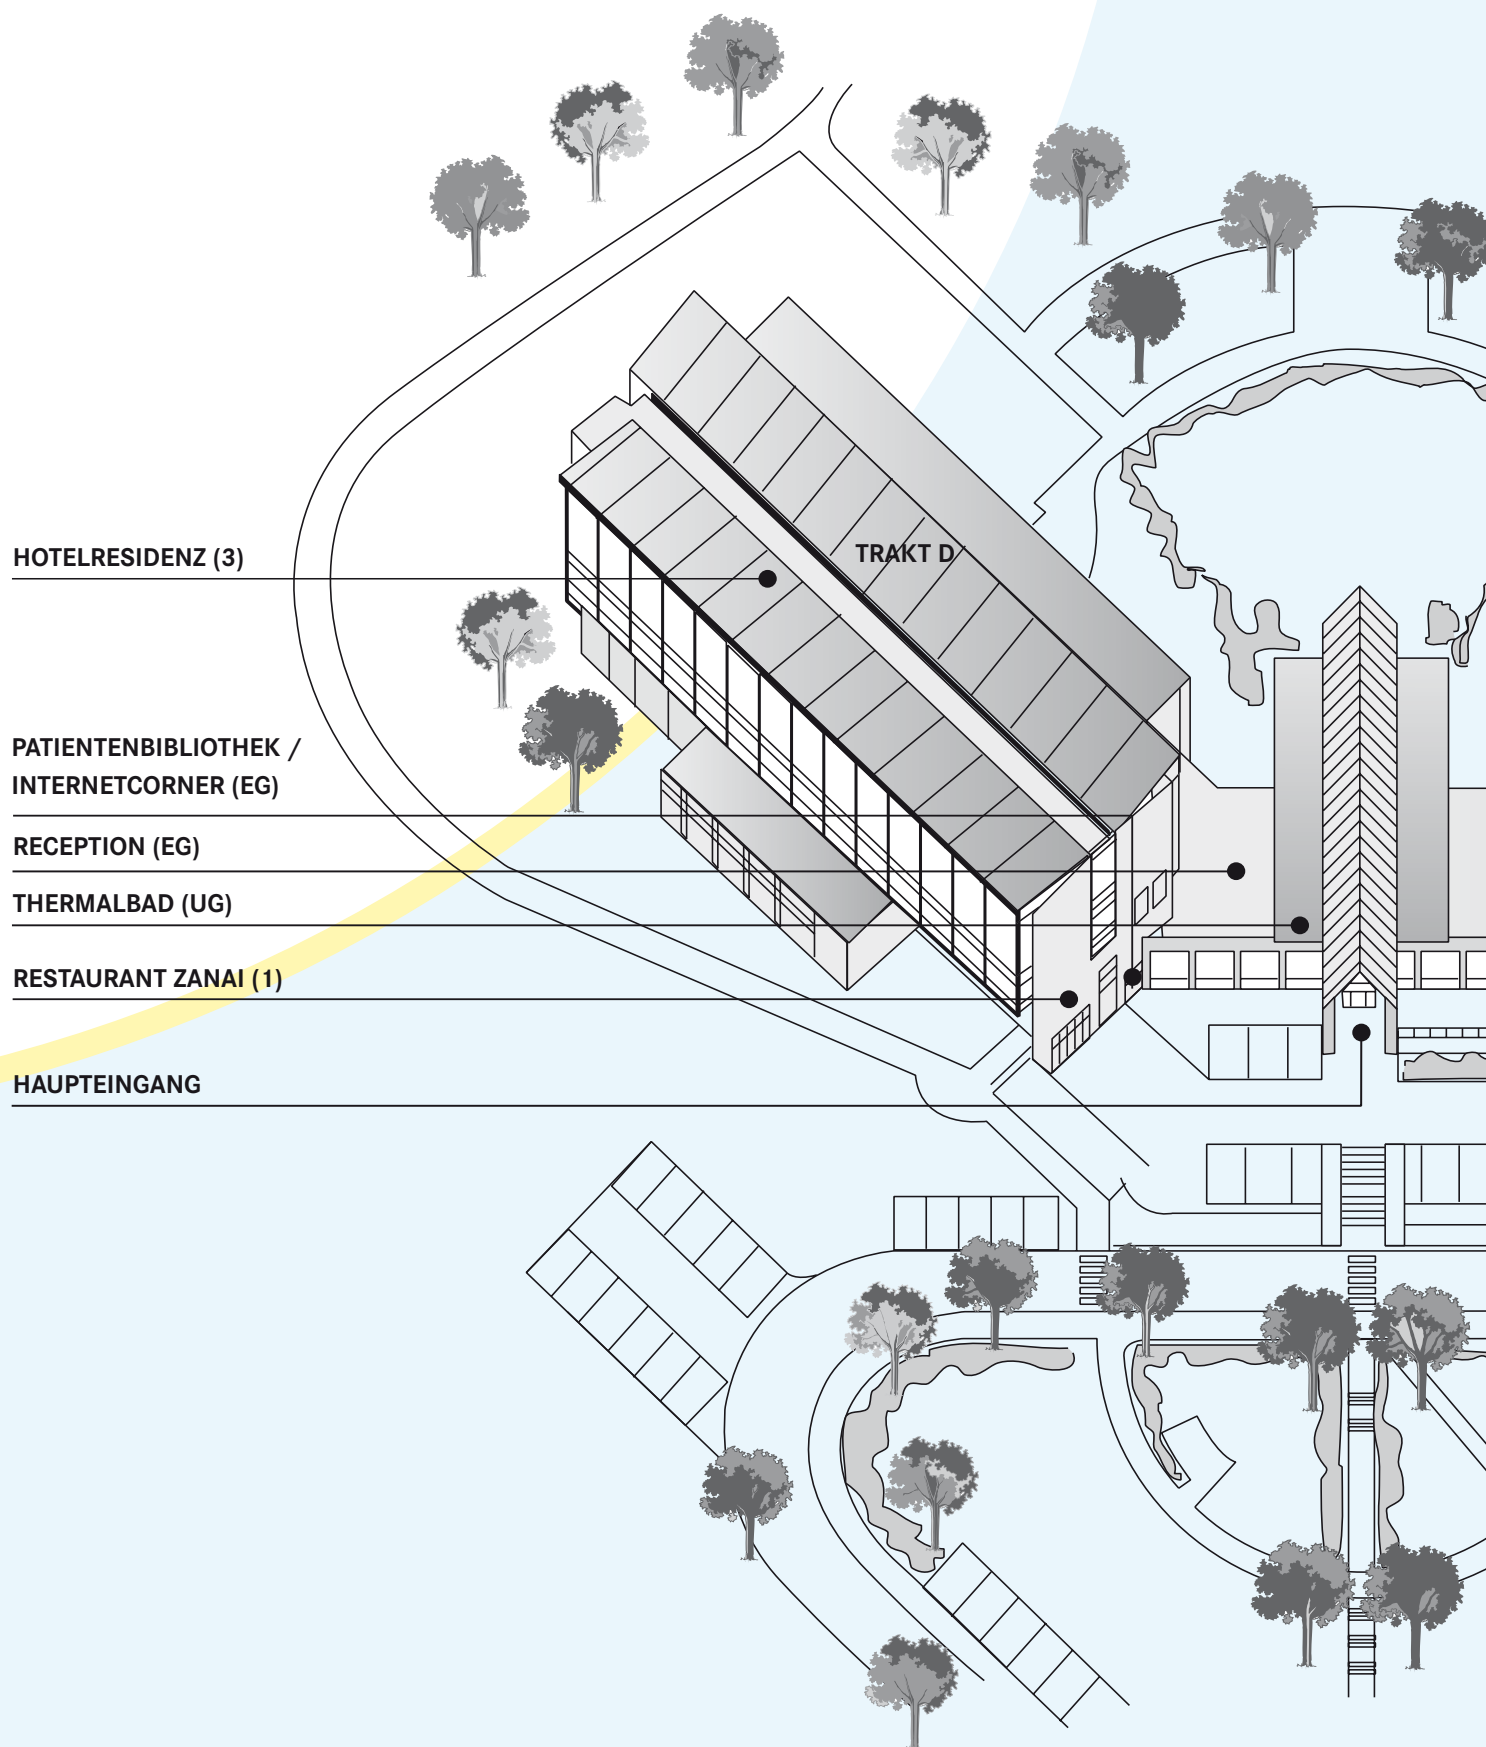 TRAKT D
HOTELRESIDENZ (3)
PATIENTENBIBLIOTHEK /
INTERNETCORNER (EG)
RECEPTION (EG)
THERMALBAD (UG)
RESTAURANT ZANAI (1)
HAUPTEINGANG